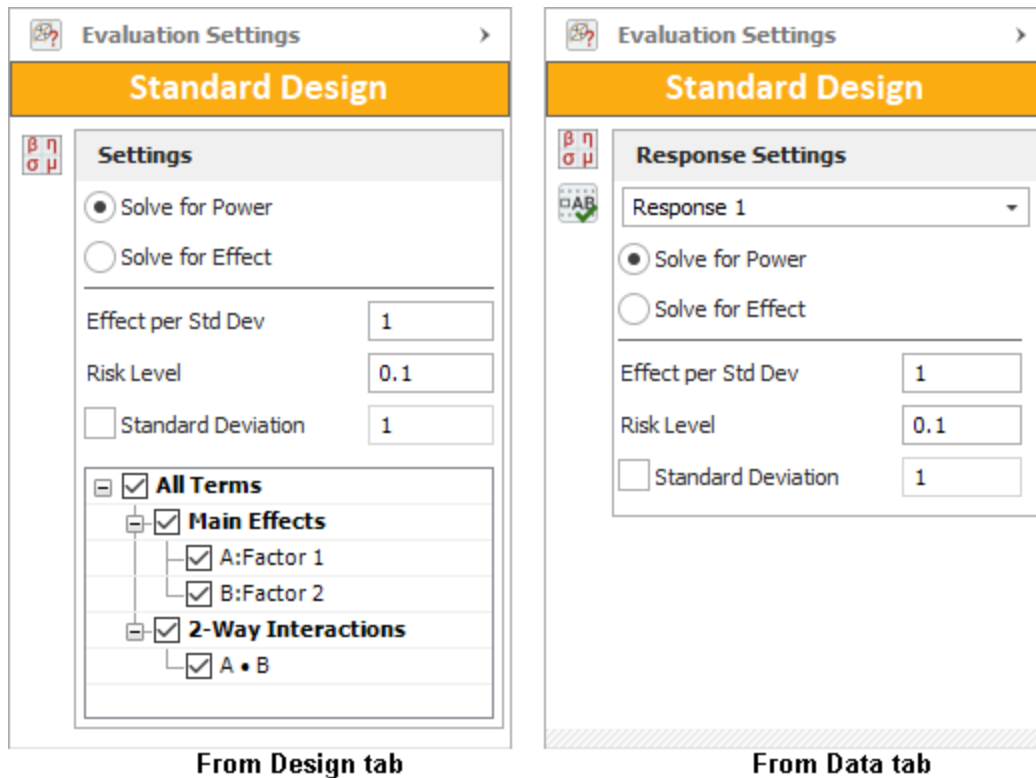 Evaluation Settings
Standard Design
β η
σ μ
Settings
Solve for Power
Solve for Effect
Effect per Std Dev 1
Risk Level 0.1
Standard Deviation 1
All Terms
Main Effects
A:Factor 1
B:Factor 2
2-Way Interactions
A • B
From Design tab
Evaluation Settings
Standard Design
β η
σ μ
Response Settings
AB
Response 1
Solve for Power
Solve for Effect
Effect per Std Dev 1
Risk Level 0.1
Standard Deviation 1
From Data tab